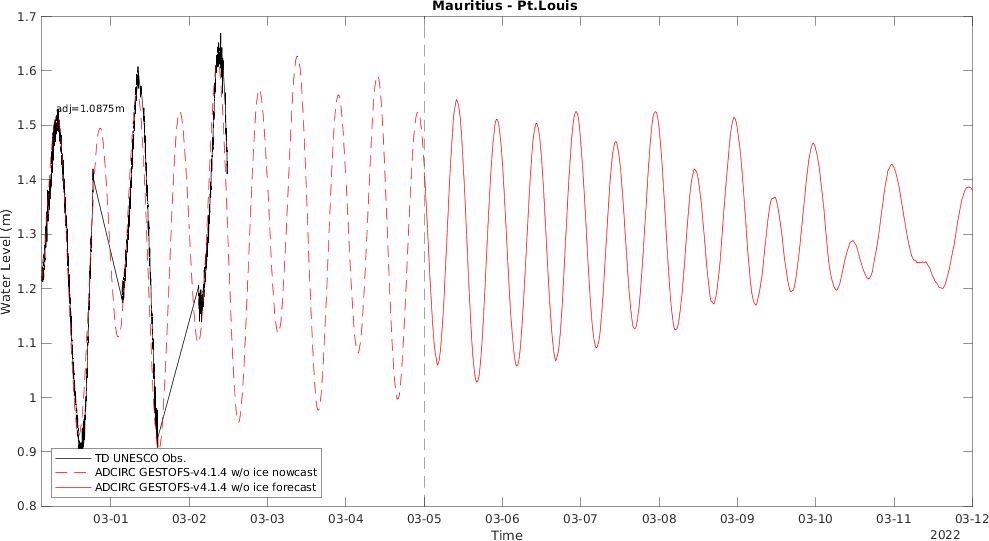 Mauritius - Pt.Louis
1.7
1.6
1.5
1.4
1.3
1.2
1.1
1
0.9
0.8
Water Level (m)
adj=1.0875m
TD UNESCO Obs.
ADCIRC GESTOFS-v4.1.4 w/o ice nowcast
ADCIRC GESTOFS-v4.1.4 w/o ice forecast
03-01 03-02 03-03 03-04 03-05 03-06 03-07 03-08 03-09 03-10 03-11 03-12
Time
2022